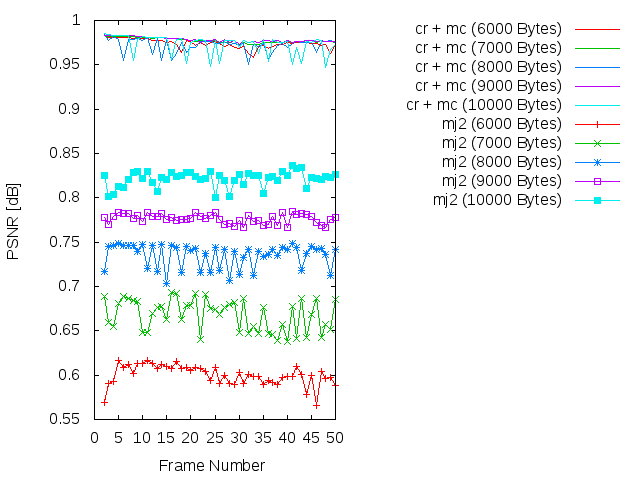 1
0.95
0.9
0.85
0.8
0.75
0.7
0.65
0.6
0.55
PSNR [dB]
0 5 10 15 20 25 30 35 40 45 50
Frame Number
cr + mc (6000 Bytes)
cr + mc (7000 Bytes)
cr + mc (8000 Bytes)
cr + mc (9000 Bytes)
cr + mc (10000 Bytes)
mj2 (6000 Bytes)
mj2 (7000 Bytes)
mj2 (8000 Bytes)
mj2 (9000 Bytes)
mj2 (10000 Bytes)